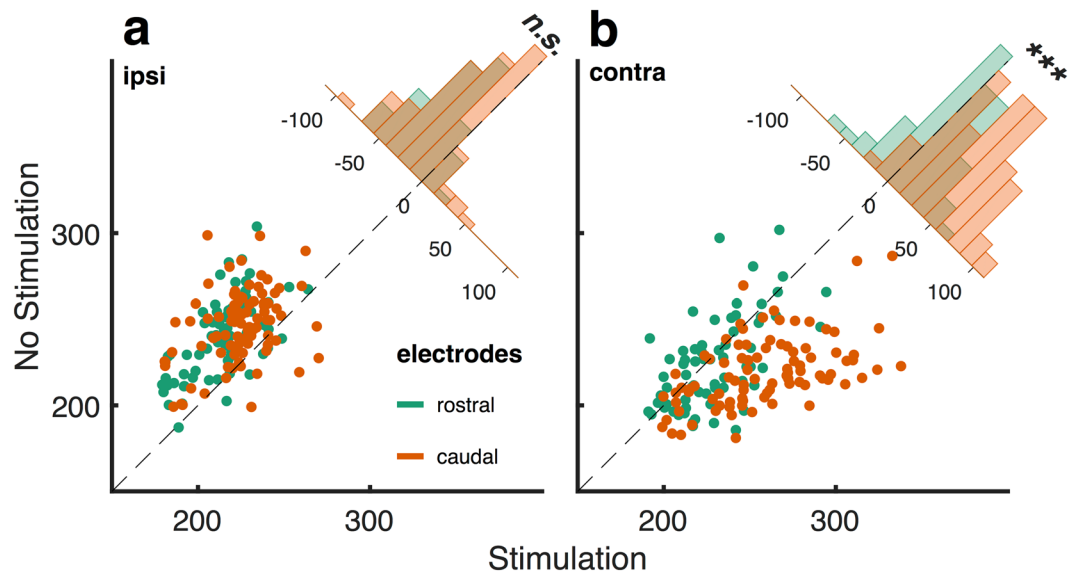 a
n.s.
b
***
ipsi
contra
-100
-50
0
50
100
-100
-50
0
50
100
No Stimulation
300
200
electrodes
rostral
caudal
200
300
200
300
Stimulation